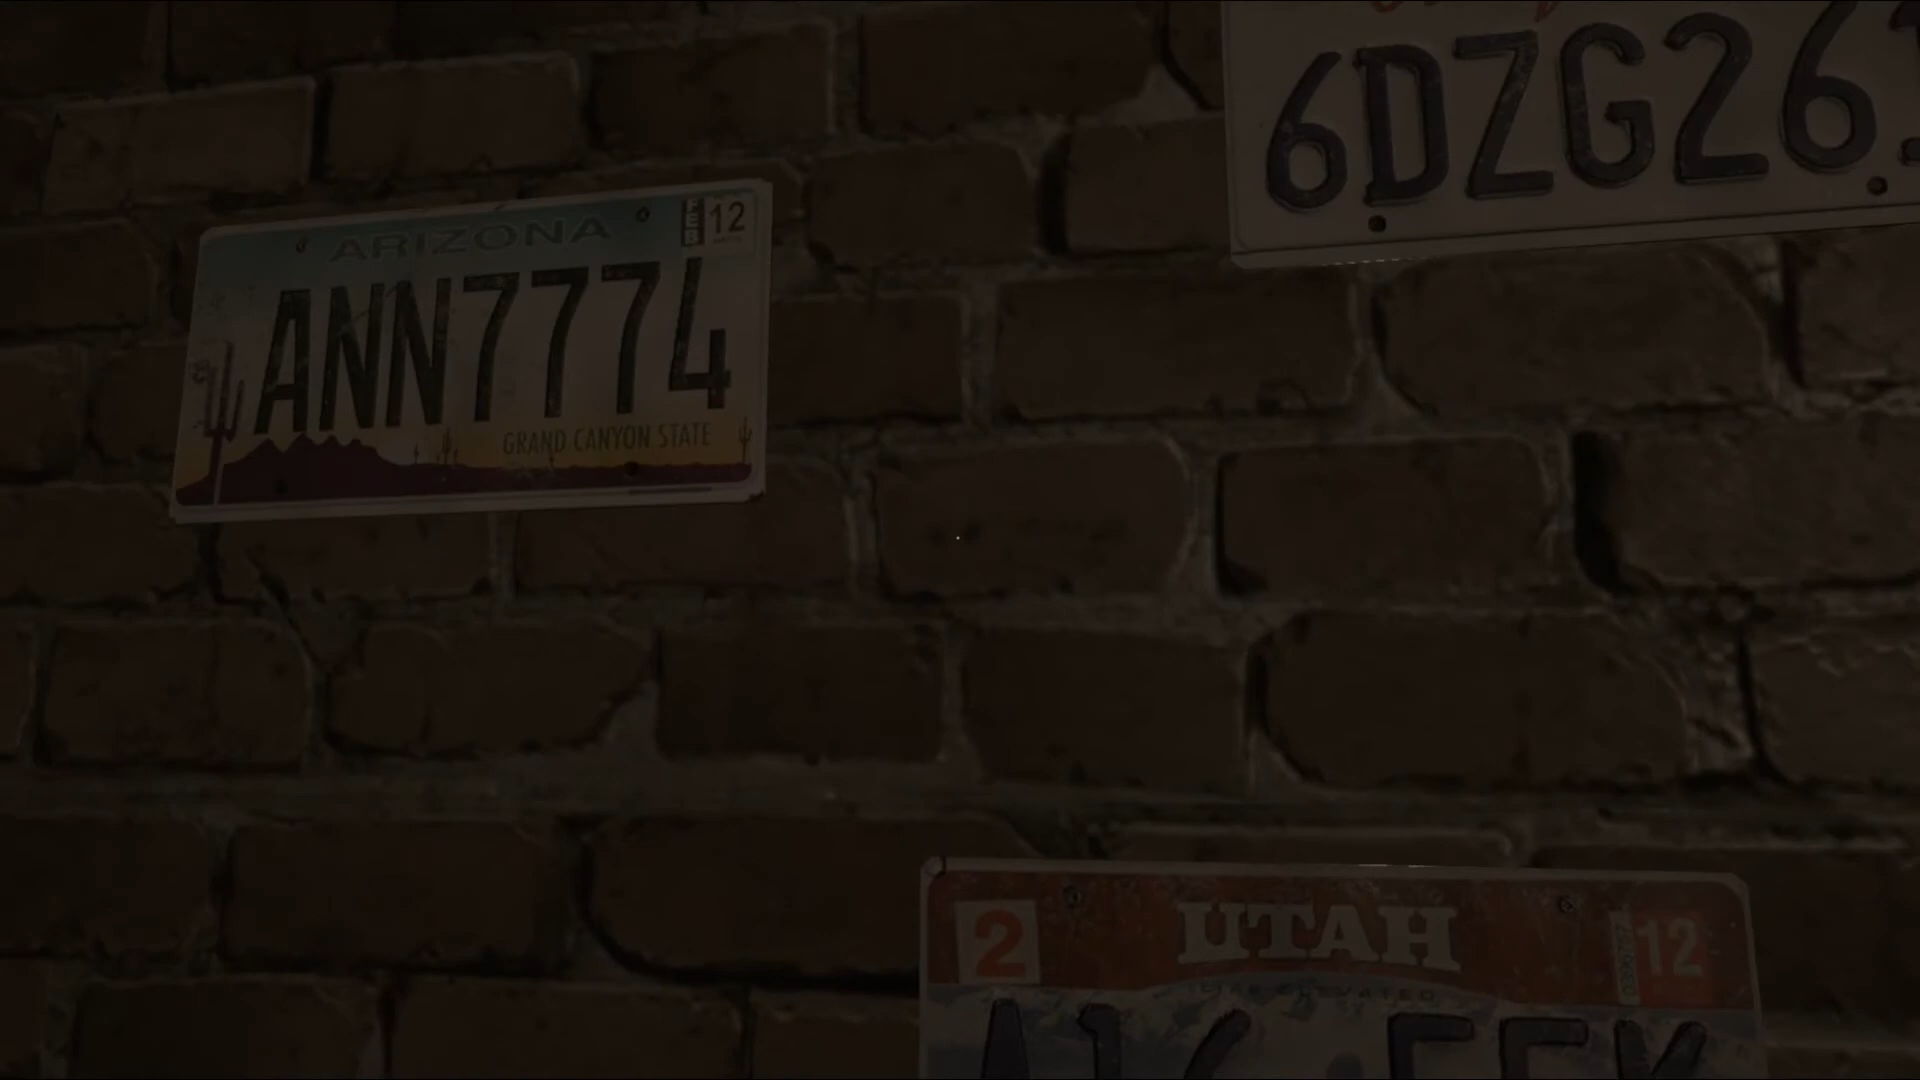 ARIZONA
FEB 12
ANN7774
GRAND CANYON STATE
6DZG26
2 UTAH 12